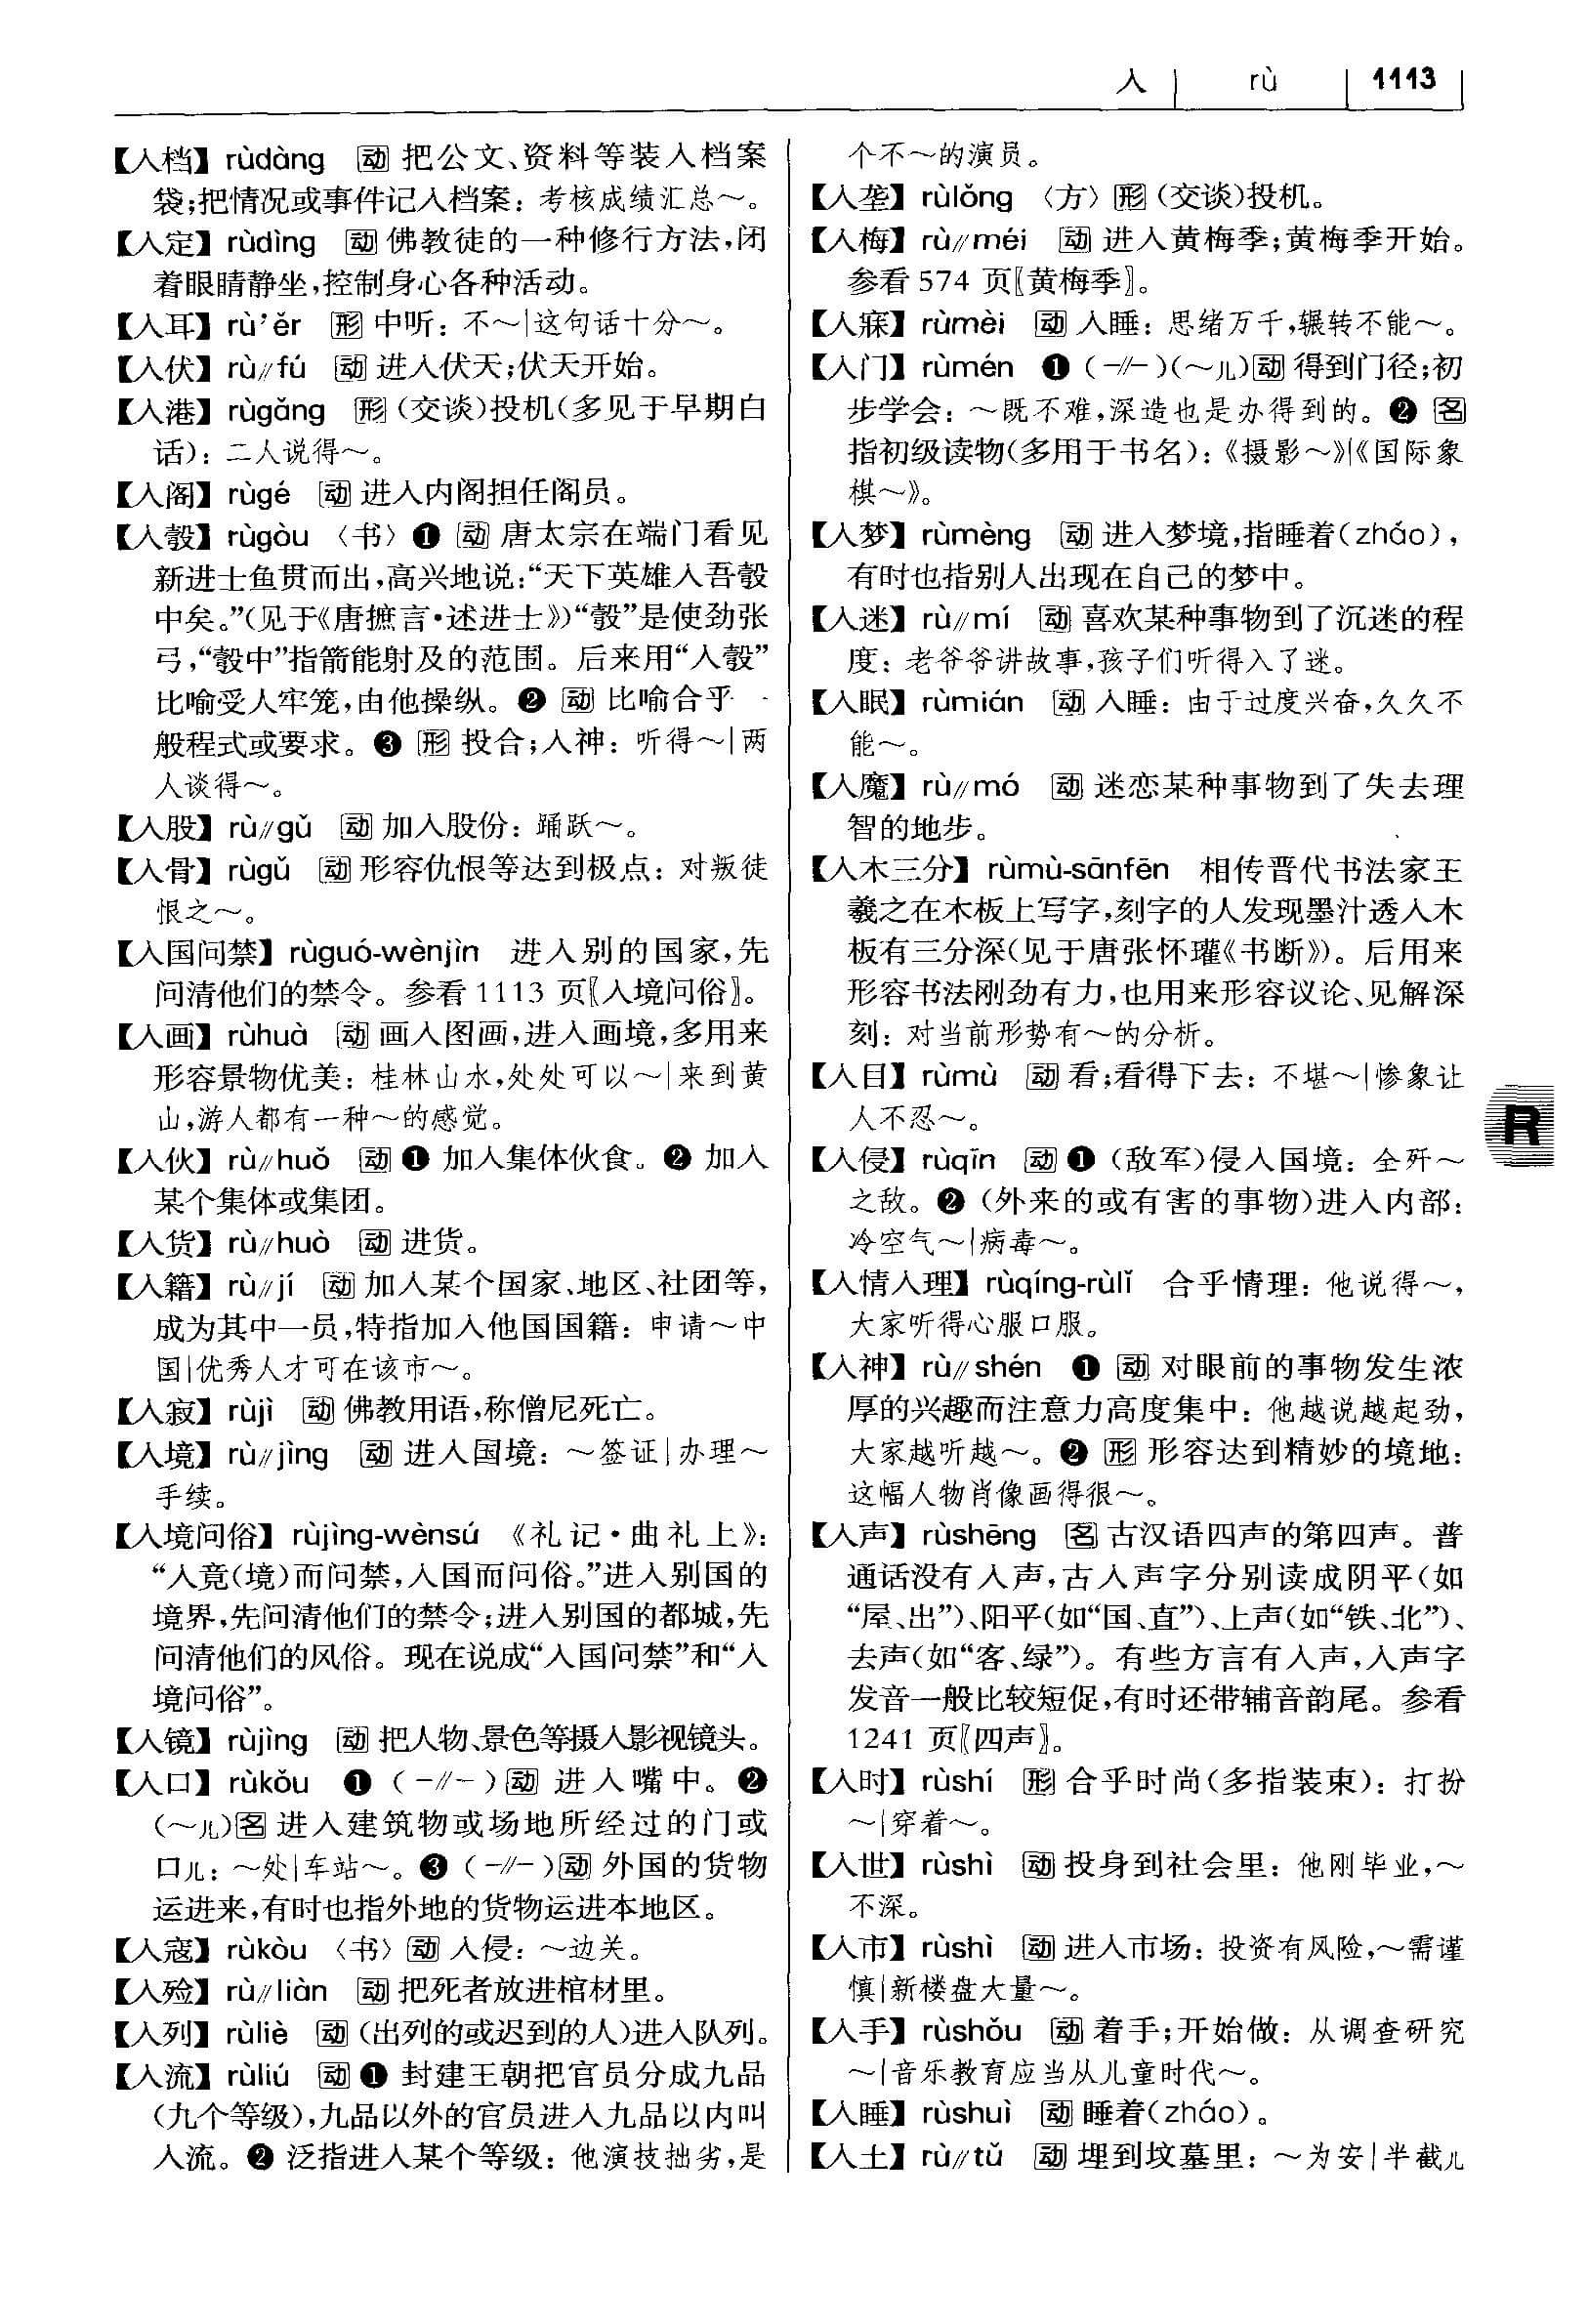 入 | rù | 1113
【入档】 rùdàng 动 把公文、资料等装入档案
袋;把情况或事件记入档案：考核成绩汇总～。
【入定】 rùdìng 动 佛教徒的一种修行方法,闭
着眼睛静坐,控制身心各种活动。
【入耳】 rù’ěr 形 中听：不～|这句话十分～。
【入伏】 rù//fú 动 进入伏天;伏天开始。
【入港】 rùgǎng 形 (交谈)投机(多见于早期白
话)：二人说得～。
【入阁】 rùgé 动 进入内阁担任阁员。
【入彀】 rùgòu 〈书〉❶ 动 唐太宗在端门看见
新进士鱼贯而出,高兴地说:“天下英雄入吾彀
中矣。”(见于《唐摭言·述进士》)“彀”是使劲张
弓,“彀中”指箭能射及的范围。后来用“入彀”
比喻受人牢笼,由他操纵。❷ 动 比喻合乎一
般程式或要求。❸ 形 投合;入神：听得～|两
人谈得～。
【入股】 rù//gǔ 动 加入股份：踊跃～。
【入骨】 rùgǔ 动 形容仇恨等达到极点：对叛徒
恨之～。
【入国问禁】 rùguó-wènjìn 进入别的国家,先
问清他们的禁令。参看 1113 页〖入境问俗〗。
【入画】 rùhuà 动 画入图画,进入画境,多用来
形容景物优美：桂林山水,处处可以～|来到黄
山,游人都有一种～的感觉。
【入伙】 rù//huǒ 动 ❶ 加入集体伙食。❷ 加入
某个集体或集团。
【入货】 rù//huò 动 进货。
【入籍】 rù//jí 动 加入某个国家、地区、社团等,
成为其中一员,特指加入他国国籍：申请～中
国|优秀人才可在该市～。
【入寂】 rùjì 动 佛教用语,称僧尼死亡。
【入境】 rù//jìng 动 进入国境：～签证|办理～
手续。
【入境问俗】 rùjìng-wènsú 《礼记·曲礼上》：
“入竟(境)而问禁,入国而问俗。”进入别国的
境界,先问清他们的禁令;进入别国的都城,先
问清他们的风俗。现在说成“入国问禁”和“入
境问俗”。
【入镜】 rùjìng 动 把人物、景色等摄入影视镜头。
【入口】 rùkǒu ❶ (-//-)动 进入嘴中。❷
(～儿)名 进入建筑物或场地所经过的门或
口儿：～处|车站～。❸ (-//-)动 外国的货物
运进来,有时也指外地的货物运进本地区。
【入寇】 rùkòu 〈书〉动 入侵：～边关。
【入殓】 rù//liàn 动 把死者放进棺材里。
【入列】 rùliè 动 (出列的或迟到的人)进入队列。
【入流】 rùliú 动 ❶ 封建王朝把官员分成九品
(九个等级),九品以外的官员进入九品以内叫
入流。❷ 泛指进入某个等级：他演技拙劣,是
个不～的演员。
【入垄】 rùlǒng 〈方〉形 (交谈)投机。
【入梅】 rù//méi 动 进入黄梅季;黄梅季开始。
参看 574 页〖黄梅季〗。
【入寐】 rùmèi 动 入睡：思绪万千,辗转不能～。
【入门】 rùmén ❶ (-//-)(～儿)动 得到门径;初
步学会：～既不难,深造也是办得到的。❷ 名
指初级读物(多用于书名)：《摄影～》|《国际象
棋～》。
【入梦】 rùmèng 动 进入梦境,指睡着(zháo),
有时也指别人出现在自己的梦中。
【入迷】 rù//mí 动 喜欢某种事物到了沉迷的程
度：老爷爷讲故事,孩子们听得入了迷。
【入眠】 rùmián 动 入睡：由于过度兴奋,久久不
能～。
【入魔】 rù//mó 动 迷恋某种事物到了失去理
智的地步。
【入木三分】 rùmù-sānfēn 相传晋代书法家王
羲之在木板上写字,刻字的人发现墨汁透入木
板有三分深(见于唐张怀瓘《书断》)。后用来
形容书法刚劲有力,也用来形容议论、见解深
刻：对当前形势有～的分析。
【入目】 rùmù 动 看;看得下去：不堪～|惨象让
人不忍～。
【入侵】 rùqīn 动 ❶ (敌军)侵入国境：全歼～
之敌。❷ (外来的或有害的事物)进入内部：
冷空气～|病毒～。
【入情入理】 rùqíng-rùlǐ 合乎情理：他说得～,
大家听得心服口服。
【入神】 rù//shén ❶ 动 对眼前的事物发生浓
厚的兴趣而注意力高度集中：他越说越起劲,
大家越听越～。❷ 形 形容达到精妙的境地：
这幅人物肖像画得很～。
【入声】 rùshēng 名 古汉语四声的第四声。普
通话没有入声,古入声字分别读成阴平(如
“屋、出”)、阳平(如“国、直”)、上声(如“铁、北”)、
去声(如“客、绿”)。有些方言有入声,入声字
发音一般比较短促,有时还带辅音韵尾。参看
1241 页〖四声〗。
【入时】 rùshí 形 合乎时尚(多指装束)：打扮
～|穿着～。
【入世】 rùshì 动 投身到社会里：他刚毕业,～
不深。
【入市】 rùshì 动 进入市场：投资有风险,～需谨
慎|新楼盘大量～。
【入手】 rùshǒu 动 着手;开始做：从调查研究
～|音乐教育应当从儿童时代～。
【入睡】 rùshuì 动 睡着(zháo)。
【入土】 rù//tǔ 动 埋到坟墓里：～为安|半截儿
R